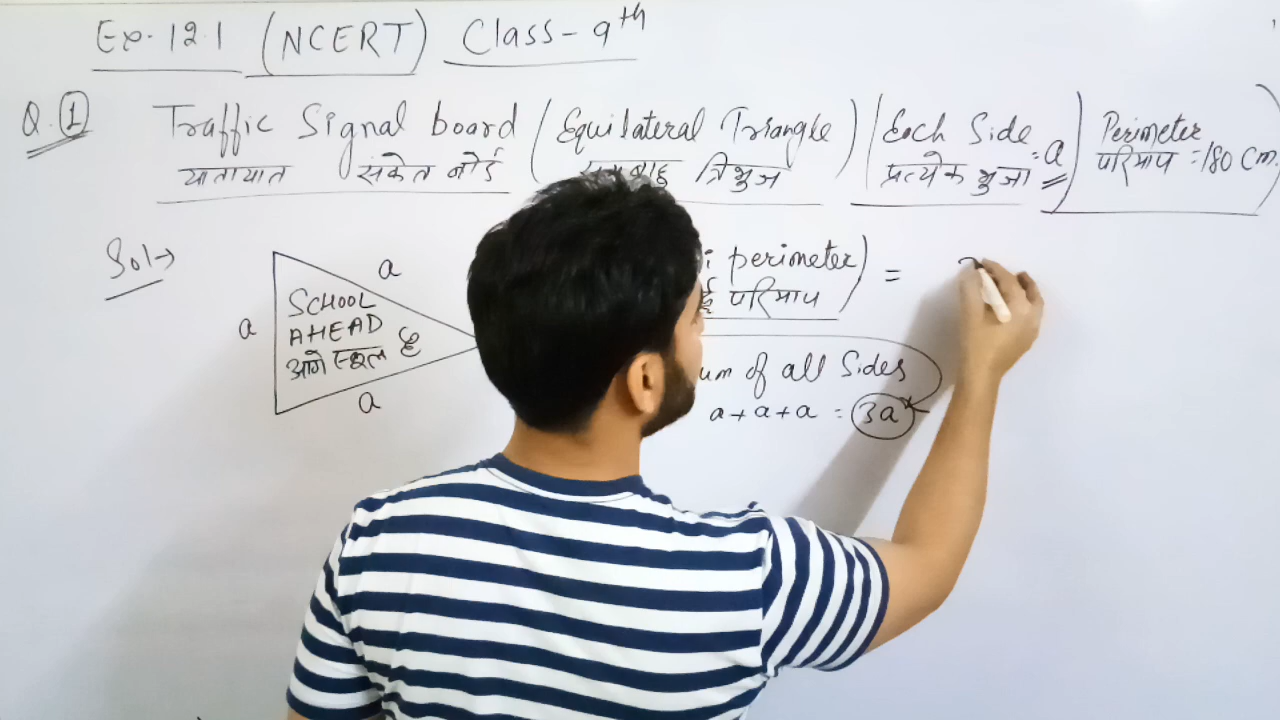 Ex. 12.1 (NCERT) Class - 9th
Q. 1 Traffic Signal board (Equilateral Triangle) (Each Side = a) (Perimeter = 180 Cm)
यातायात संकेत बोर्ड त्रिभुज प्रत्येक भुजा परिमाप
Sol→
a
a
a
SCHOOL
AHEAD
आगे स्कूल है
perimeter) =
परिमाप
of all Sides
a+a+a = 3a